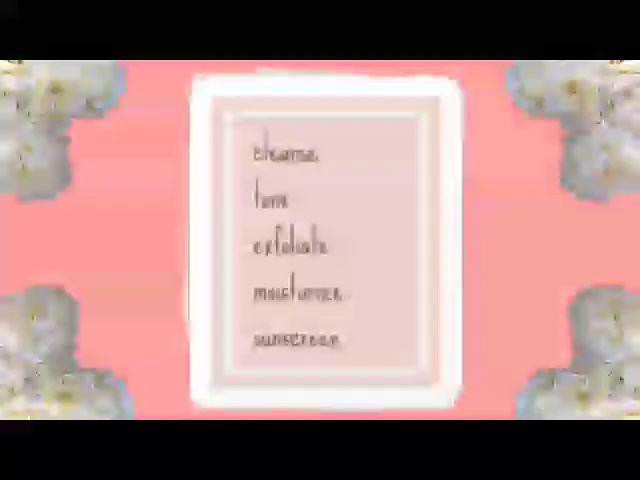 cleanse
tone
exfoliate
moisturize
sunscreen